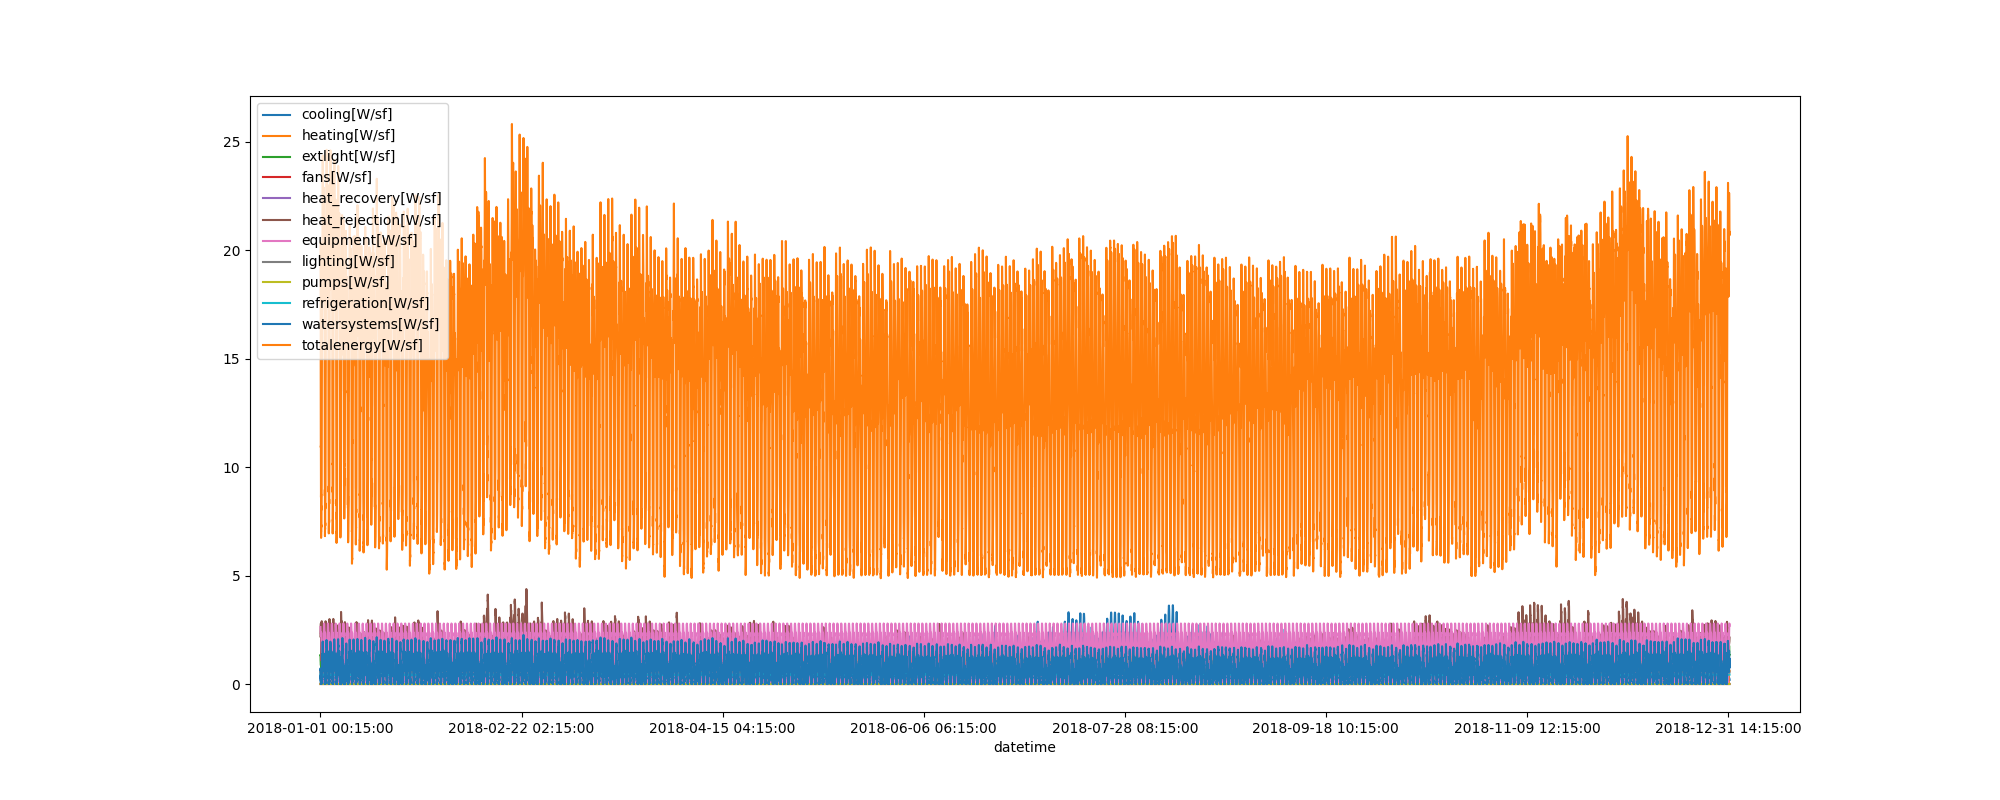 cooling[W/sf]
heating[W/sf]
extlight[W/sf]
fans[W/sf]
heat_recovery[W/sf]
heat_rejection[W/sf]
equipment[W/sf]
lighting[W/sf]
pumps[W/sf]
refrigeration[W/sf]
watersystems[W/sf]
totalenergy[W/sf]
25
20
15
10
5
0
2018-01-01 00:15:00
2018-02-22 02:15:00
2018-04-15 04:15:00
2018-06-06 06:15:00
2018-07-28 08:15:00
2018-09-18 10:15:00
2018-11-09 12:15:00
2018-12-31 14:15:00
datetime